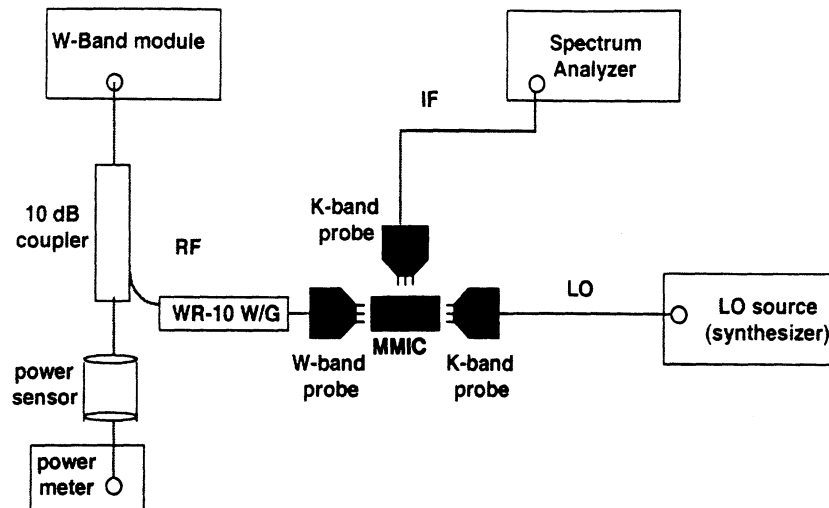 W-Band module
Spectrum
Analyzer
IF
K-band
probe
10 dB
coupler
RF
WR-10 W/G
LO
LO source
(synthesizer)
MMIC
W-band
probe
K-band
probe
power
sensor
power
meter